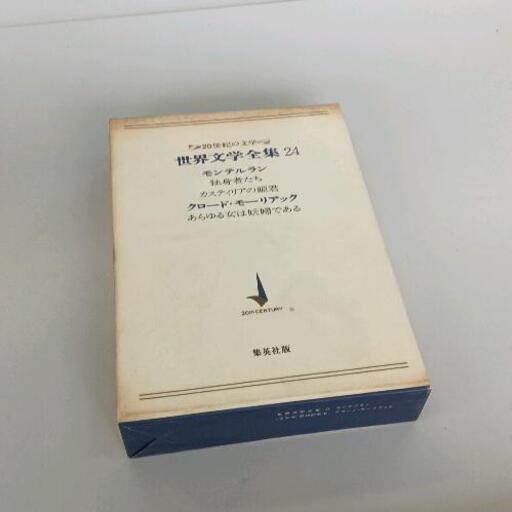 20世紀の文学
世界文学全集 24
モンテルラン
独身者たち
カスティリアの姫君
クロード・モーリアック
あらゆる女は妖婦である
20TH CENTURY
集英社版